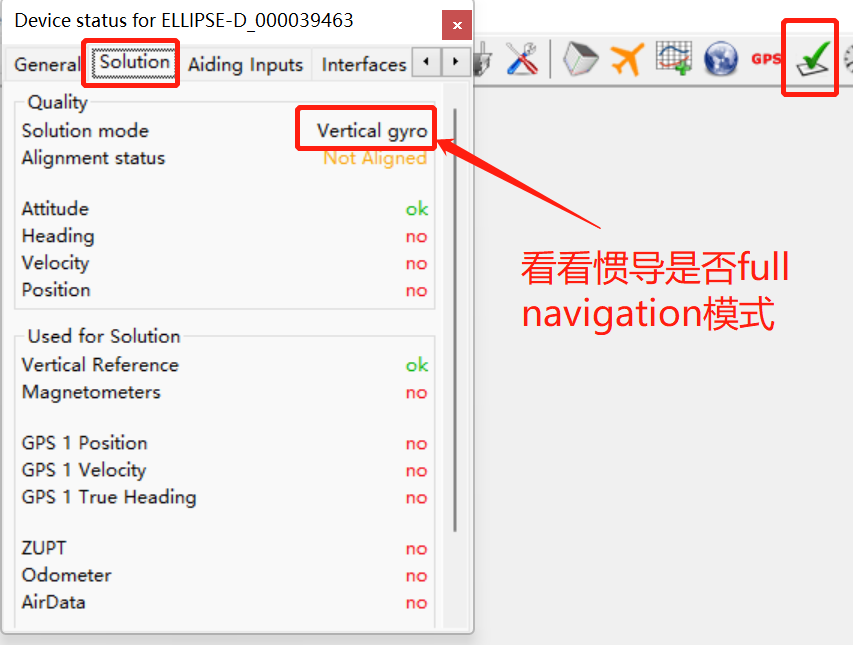 Device status for ELLIPSE-D_000039463
General Solution Aiding Inputs Interfaces
GPS
Quality
Solution mode Vertical gyro
Alignment status Not Aligned
Attitude ok
Heading no
Velocity no
Position no
看看惯导是否full
navigation模式
Used for Solution
Vertical Reference ok
Magnetometers no
GPS 1 Position no
GPS 1 Velocity no
GPS 1 True Heading no
ZUPT no
Odometer no
AirData no